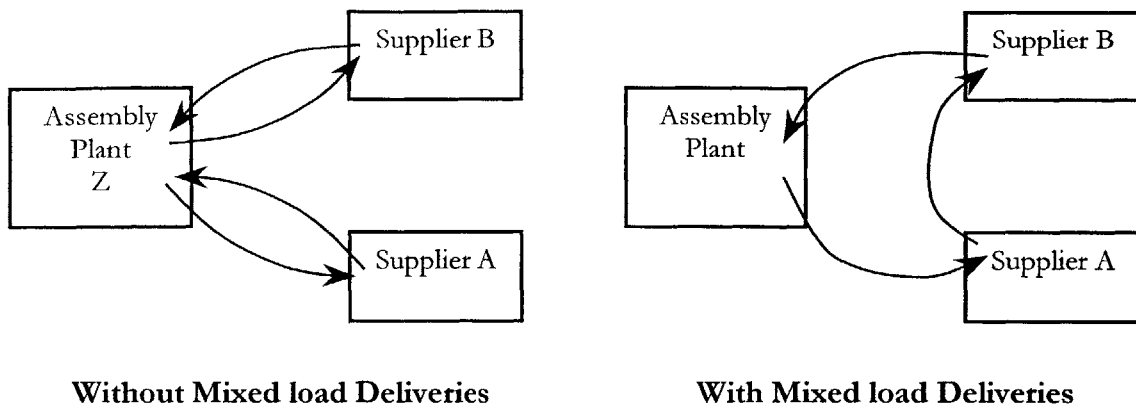 Supplier B
Assembly
Plant
Z
Supplier A
Supplier B
Assembly
Plant
Supplier A
Without Mixed load Deliveries
With Mixed load Deliveries